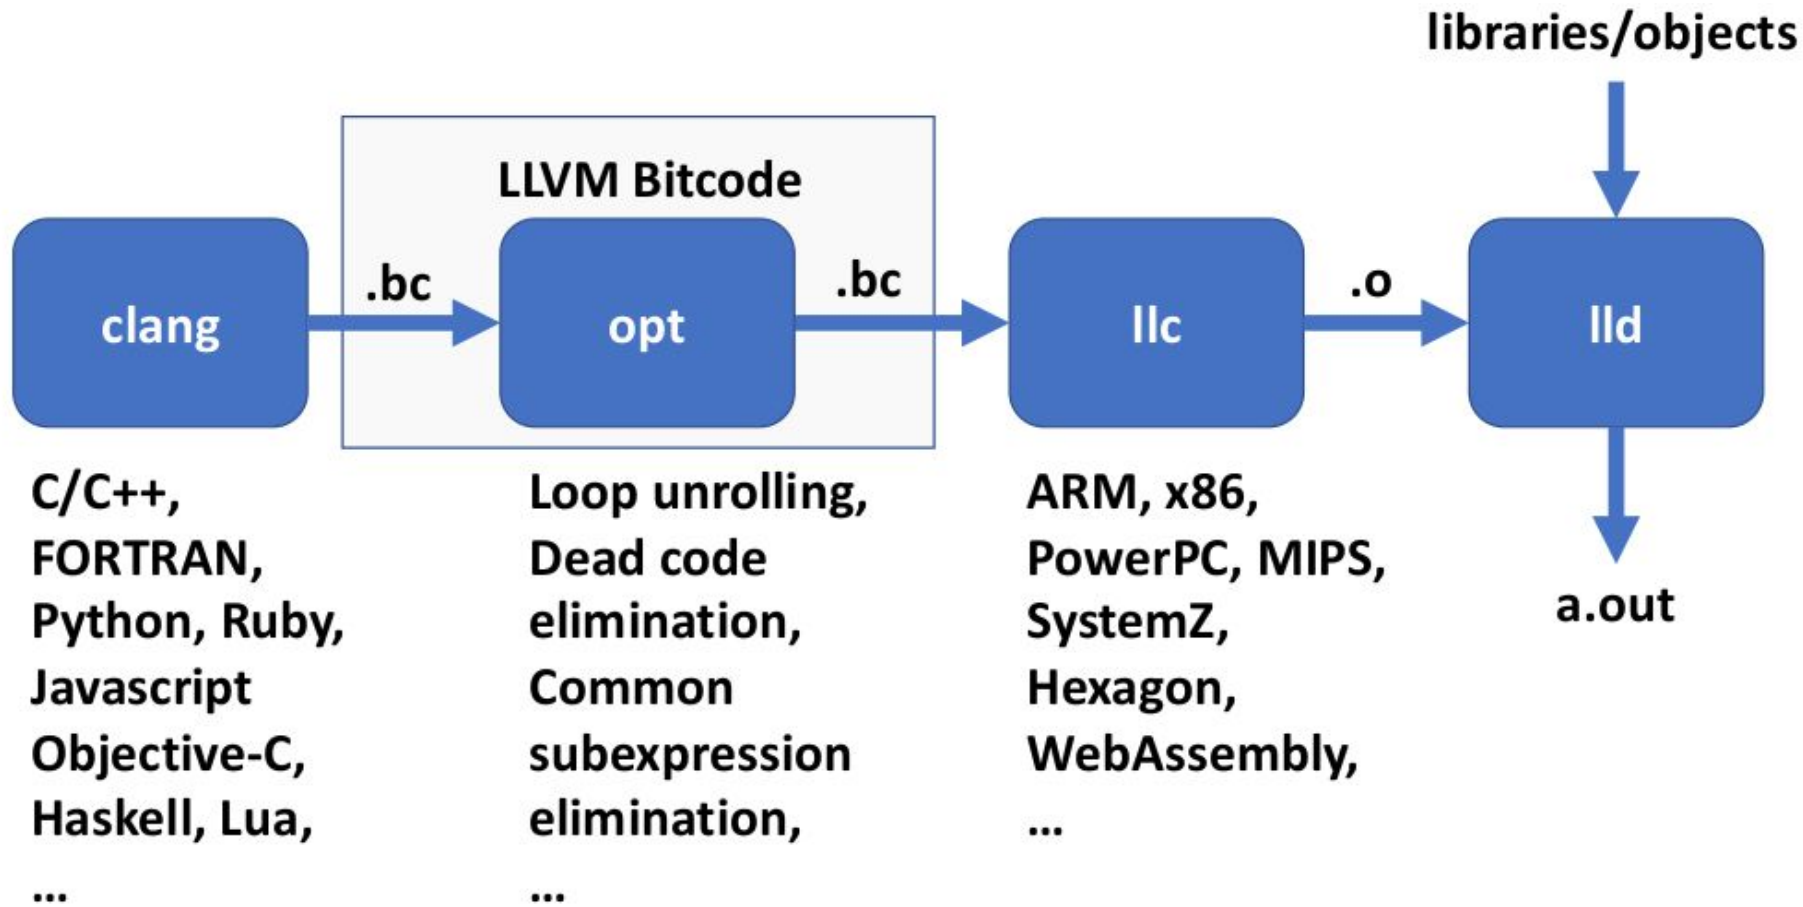 libraries/objects
LLVM Bitcode
clang
.bc
opt
.bc
llc
.o
lld
C/C++,
FORTRAN,
Python, Ruby,
Javascript
Objective-C,
Haskell, Lua,
...
Loop unrolling,
Dead code
elimination,
Common
subexpression
elimination,
...
ARM, x86,
PowerPC, MIPS,
SystemZ,
Hexagon,
WebAssembly,
...
a.out